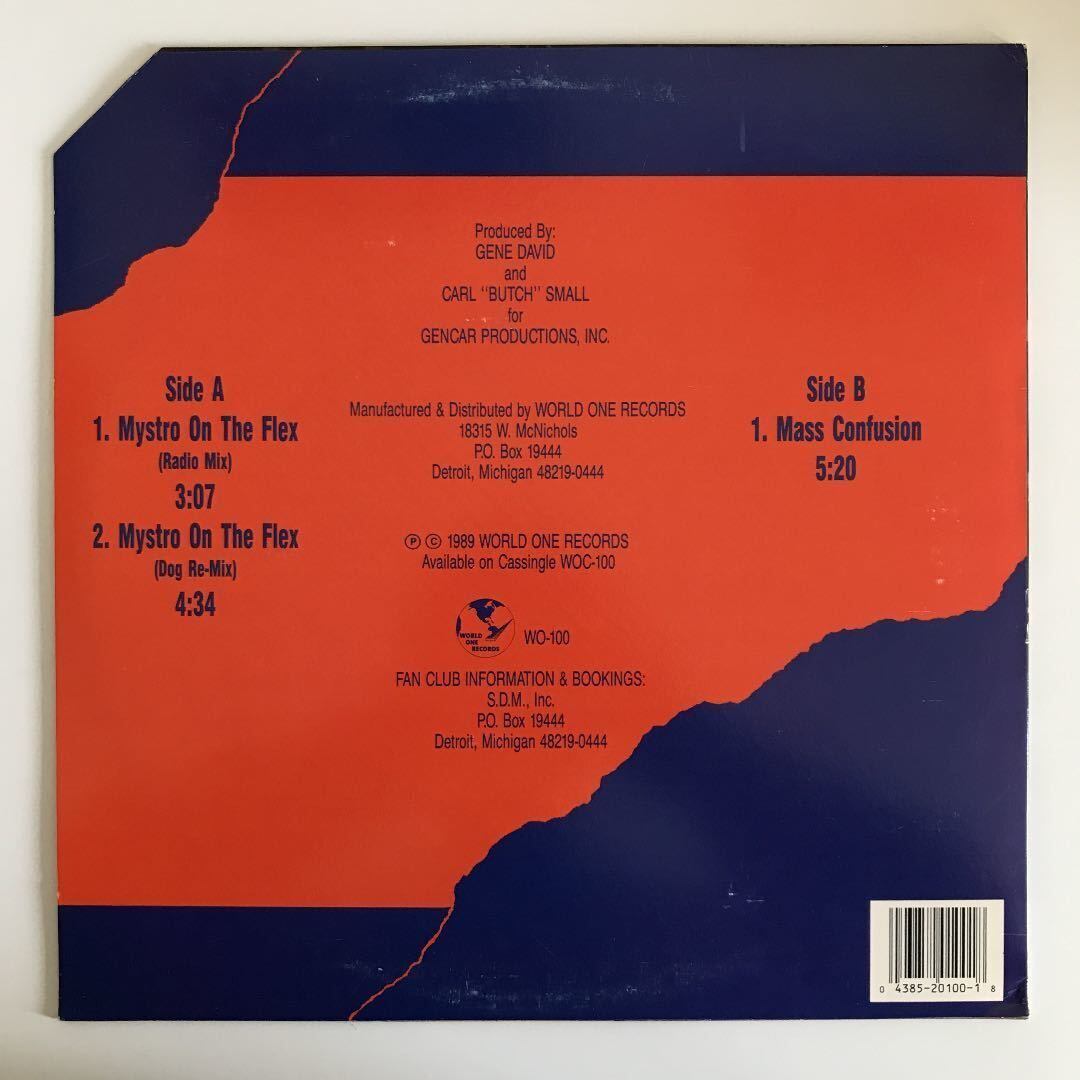 Produced By:
GENE DAVID
and
CARL "BUTCH" SMALL
for
GENCAR PRODUCTIONS, INC.
Side A
1. Mystro On The Flex
(Radio Mix)
3:07
2. Mystro On The Flex
(Dog Re-Mix)
4:34
Manufactured & Distributed by WORLD ONE RECORDS
18315 W. McNichols
P.O. Box 19444
Detroit, Michigan 48219-0444
Side B
1. Mass Confusion
5:20
Ⓟ © 1989 WORLD ONE RECORDS
Available on Cassingle WOC-100
WORLD
ONE
RECORDS
WO-100
FAN CLUB INFORMATION & BOOKINGS:
S.D.M., Inc.
P.O. Box 19444
Detroit, Michigan 48219-0444
0 4385-20100-1 8